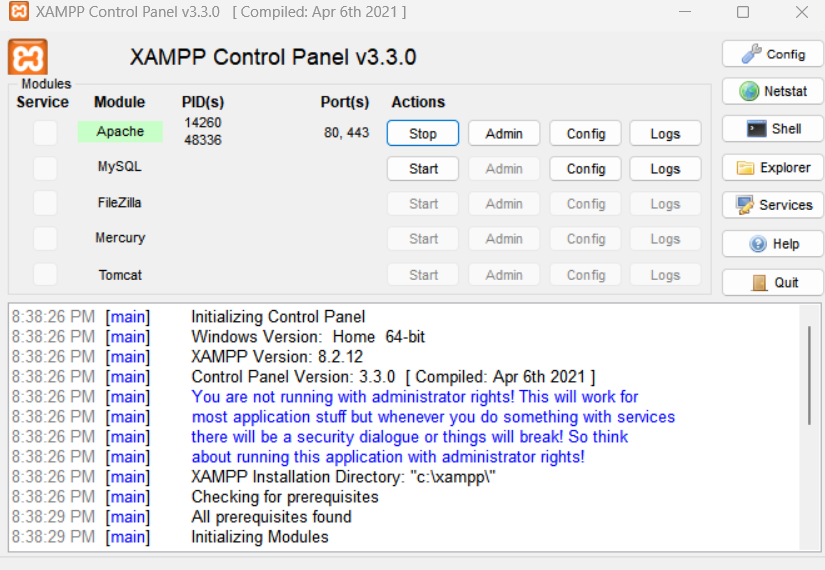 XAMPP Control Panel v3.3.0 [ Compiled: Apr 6th 2021 ]
XAMPP Control Panel v3.3.0
Config
Modules
Service Module PID(s) Port(s) Actions
Netstat
Apache 14260 48336 80, 443 Stop Admin Config Logs
Shell
MySQL Start Admin Config Logs
Explorer
FileZilla Start Admin Config Logs
Services
Mercury Start Admin Config Logs
Help
Tomcat Start Admin Config Logs
Quit
8:38:26 PM [main] Initializing Control Panel
8:38:26 PM [main] Windows Version: Home 64-bit
8:38:26 PM [main] XAMPP Version: 8.2.12
8:38:26 PM [main] Control Panel Version: 3.3.0 [ Compiled: Apr 6th 2021 ]
8:38:26 PM [main] You are not running with administrator rights! This will work for
8:38:26 PM [main] most application stuff but whenever you do something with services
8:38:26 PM [main] there will be a security dialogue or things will break! So think
8:38:26 PM [main] about running this application with administrator rights!
8:38:26 PM [main] XAMPP Installation Directory: "c:\xampp\"
8:38:26 PM [main] Checking for prerequisites
8:38:29 PM [main] All prerequisites found
8:38:29 PM [main] Initializing Modules